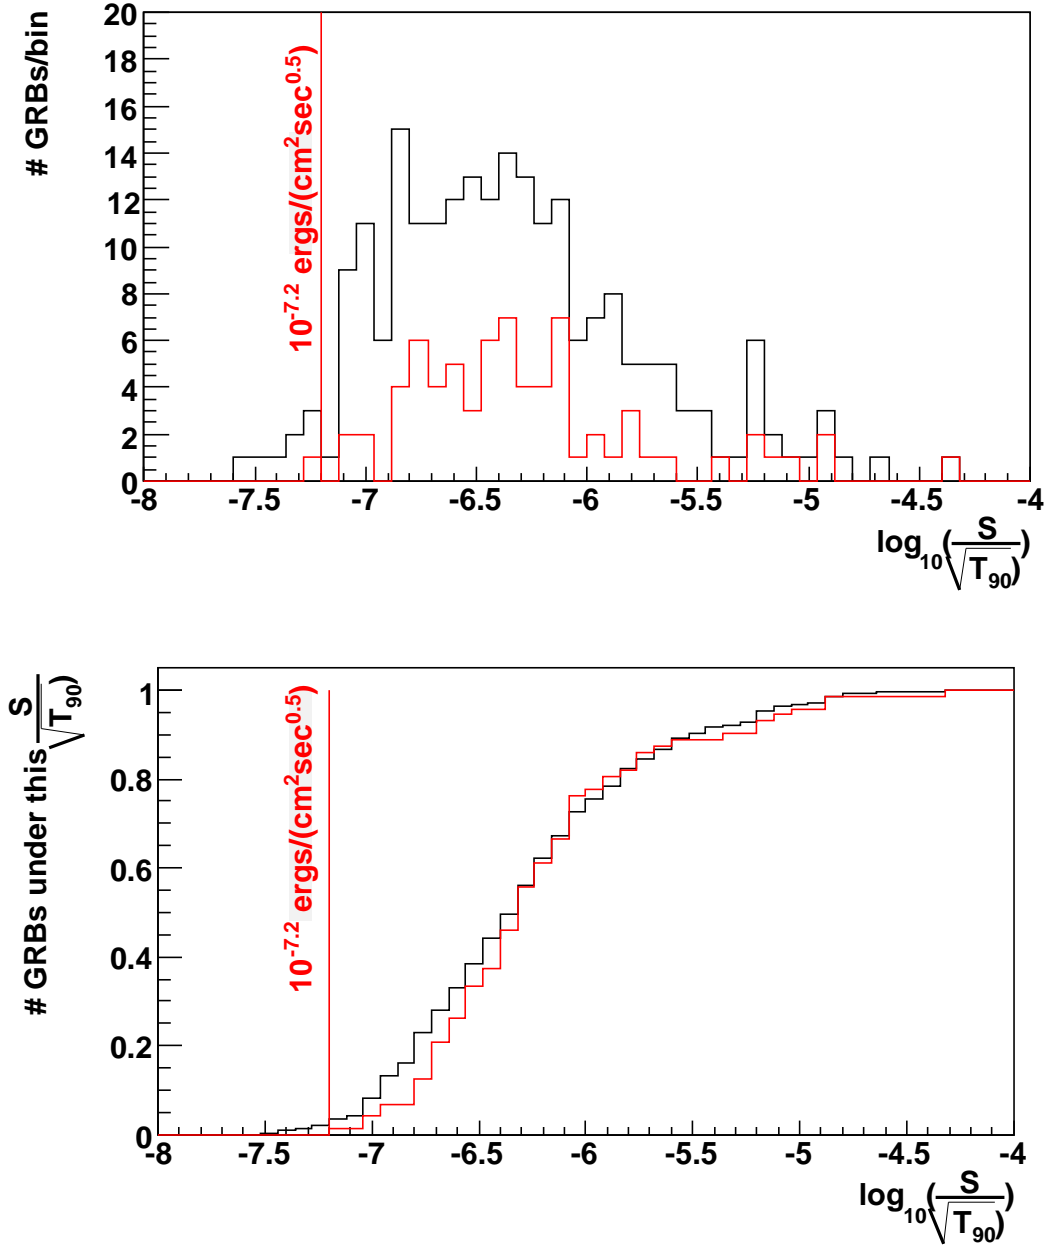 # GRBs/bin
20
18
16
14
12
10
8
6
4
2
0
10^-7.2 ergs/(cm^2sec^0.5)
-8 -7.5 -7 -6.5 -6 -5.5 -5 -4.5 -4
log10(S/√T90))
# GRBs under this S/√T90)
1
0.8
0.6
0.4
0.2
0
10^-7.2 ergs/(cm^2sec^0.5)
-8 -7.5 -7 -6.5 -6 -5.5 -5 -4.5 -4
log10(S/√T90))